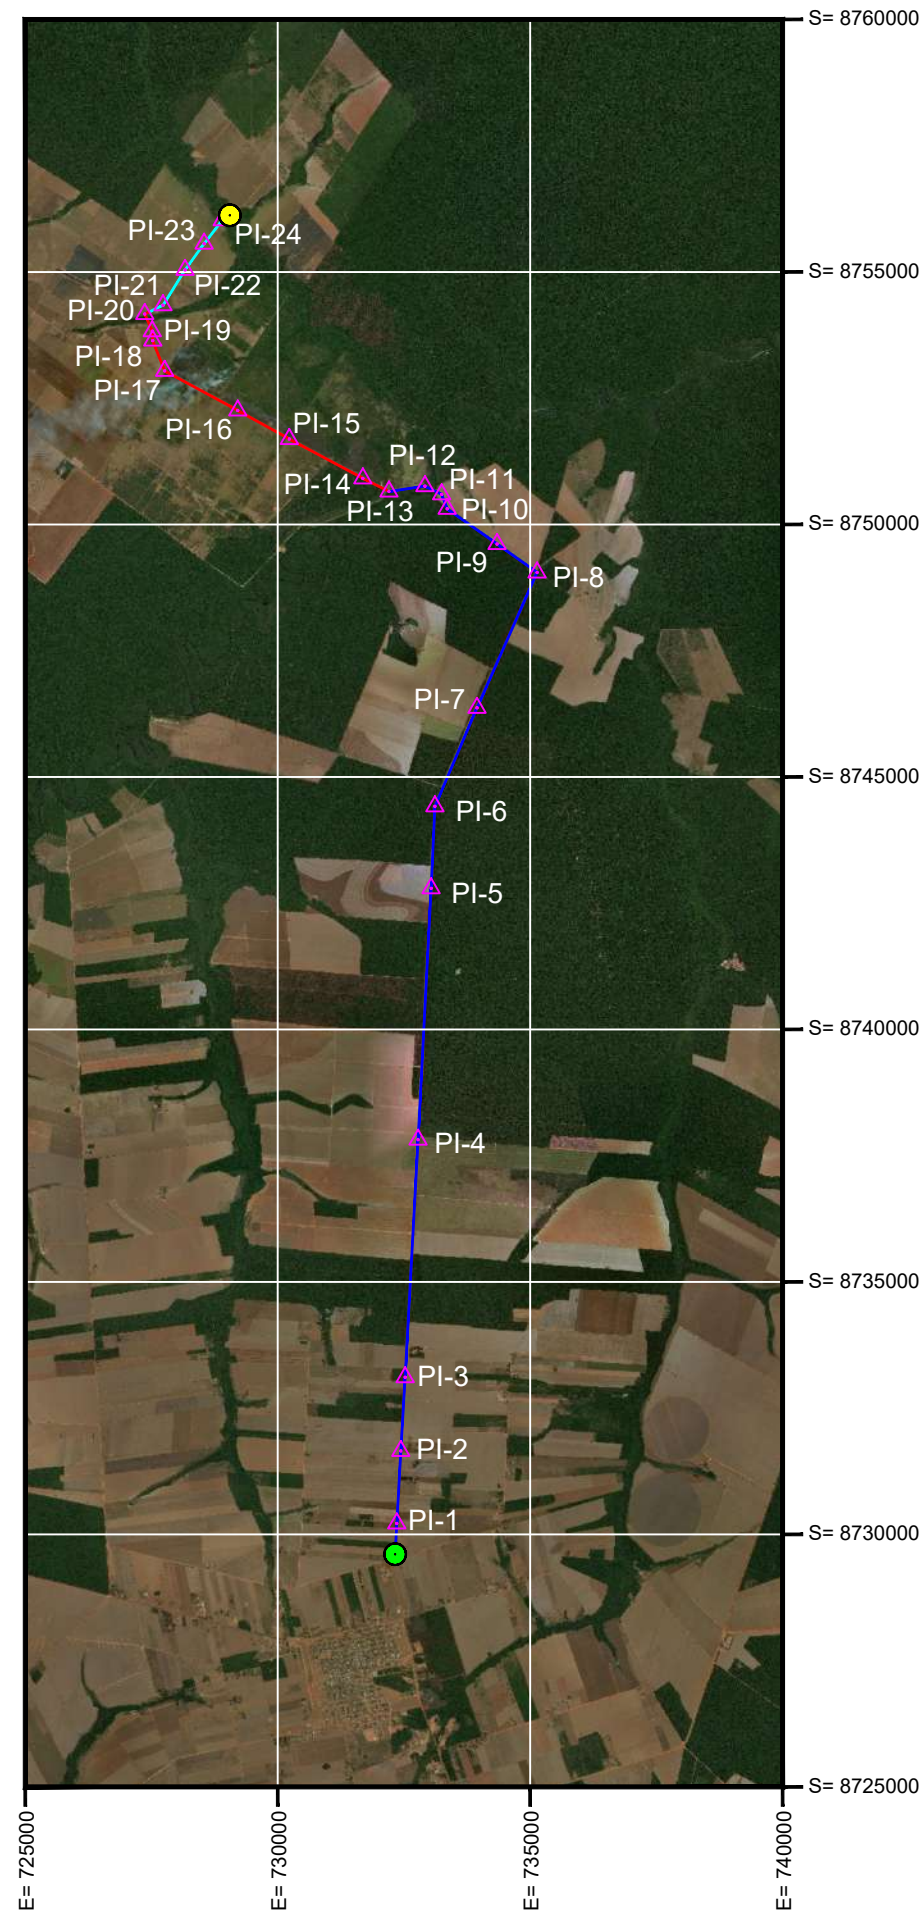 S= 8760000
PI-23
PI-24
S= 8755000
PI-21
PI-22
PI-20
PI-19
PI-18
PI-17
PI-16
PI-15
PI-12
PI-14
PI-11
PI-13
PI-10
S= 8750000
PI-9
PI-8
PI-7
S= 8745000
PI-6
PI-5
S= 8740000
PI-4
S= 8735000
PI-3
PI-2
PI-1
S= 8730000
S= 8725000
E= 725000
E= 730000
E= 735000
E= 740000